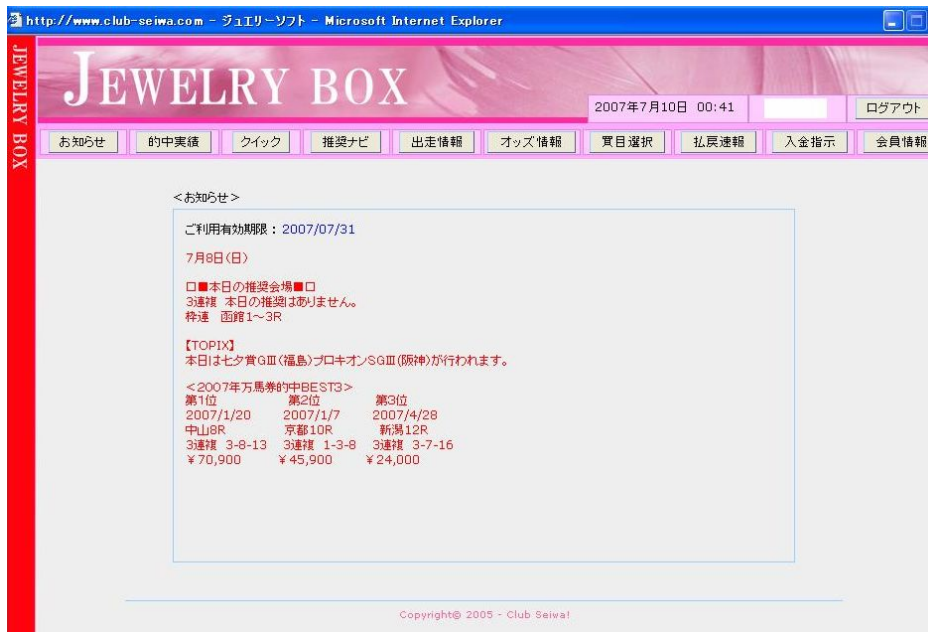 http://www.club-seiwa.com - ジュエリーソフト - Microsoft Internet Explorer
JEWELRY BOX
JEWELRY BOX
2007年7月10日 00:41
ログアウト
お知らせ 的中実績 クイック 推奨ナビ 出走情報 オッズ情報 買目選択 払戻速報 入金指示 会員情報
＜お知らせ＞
ご利用有効期限：2007/07/31
7月8日(日)
□■本日の推奨会場■□
3連複 本日の推奨はありません。
枠連 函館1～3R
【TOPIX】
本日は七夕賞GⅢ(福島)プロキオンSGⅢ(阪神)が行われます。
＜2007年万馬券的中BEST3＞
第1位 第2位 第3位
2007/1/20 2007/1/7 2007/4/28
中山8R 京都10R 新潟12R
3連複 3-8-13 3連複 1-3-8 3連複 3-7-16
￥70,900 ￥45,900 ￥24,000
Copyright© 2005 - Club Seiwa!